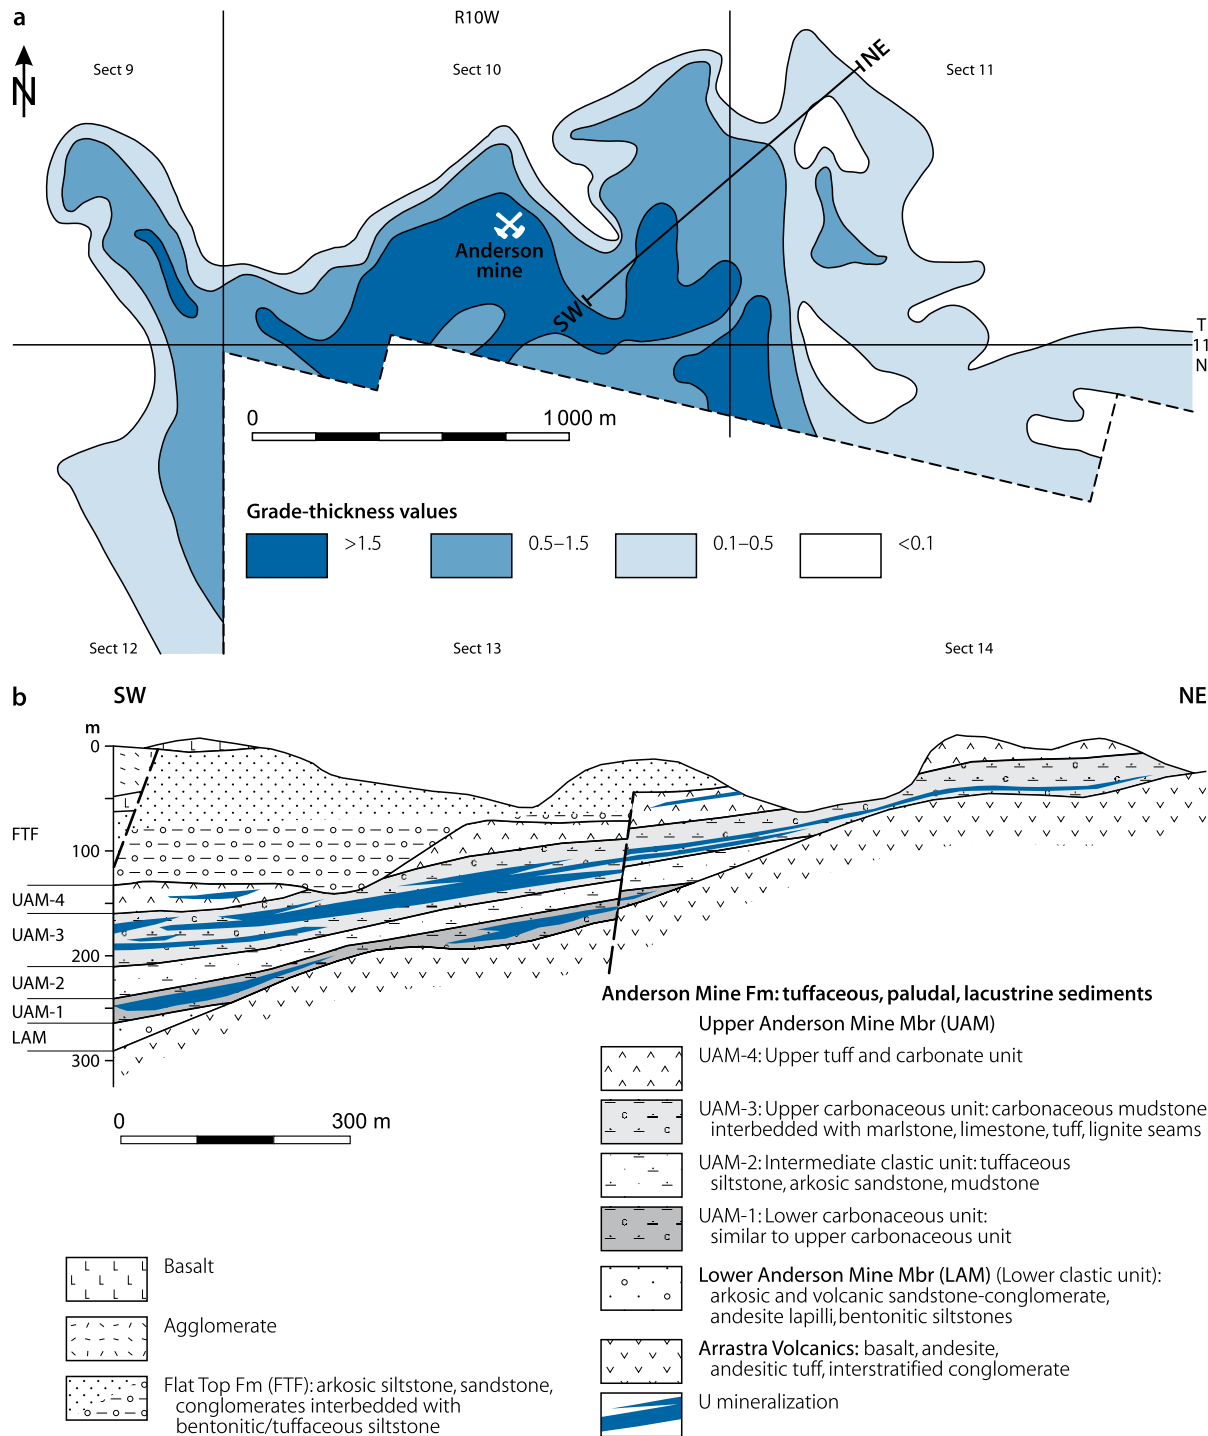 a
R10W
N
Sect 9
Sect 10
Sect 11
NE
Anderson
mine
SW
T
11
N
0
1 000 m
Grade-thickness values
>1.5
0.5–1.5
0.1–0.5
<0.1
Sect 12
Sect 13
Sect 14
b
SW
NE
m
0
FTF
100
UAM-4
UAM-3
200
UAM-2
UAM-1
LAM
300
0
300 m
Anderson Mine Fm: tuffaceous, paludal, lacustrine sediments
Upper Anderson Mine Mbr (UAM)
UAM-4: Upper tuff and carbonate unit
UAM-3: Upper carbonaceous unit: carbonaceous mudstone
interbedded with marlstone, limestone, tuff, lignite seams
UAM-2: Intermediate clastic unit: tuffaceous
siltstone, arkosic sandstone, mudstone
UAM-1: Lower carbonaceous unit:
similar to upper carbonaceous unit
Lower Anderson Mine Mbr (LAM) (Lower clastic unit):
arkosic and volcanic sandstone-conglomerate,
andesite lapilli, bentonitic siltstones
Arrastra Volcanics: basalt, andesite,
andesitic tuff, interstratified conglomerate
U mineralization
Basalt
Agglomerate
Flat Top Fm (FTF): arkosic siltstone, sandstone,
conglomerates interbedded with
bentonitic/tuffaceous siltstone